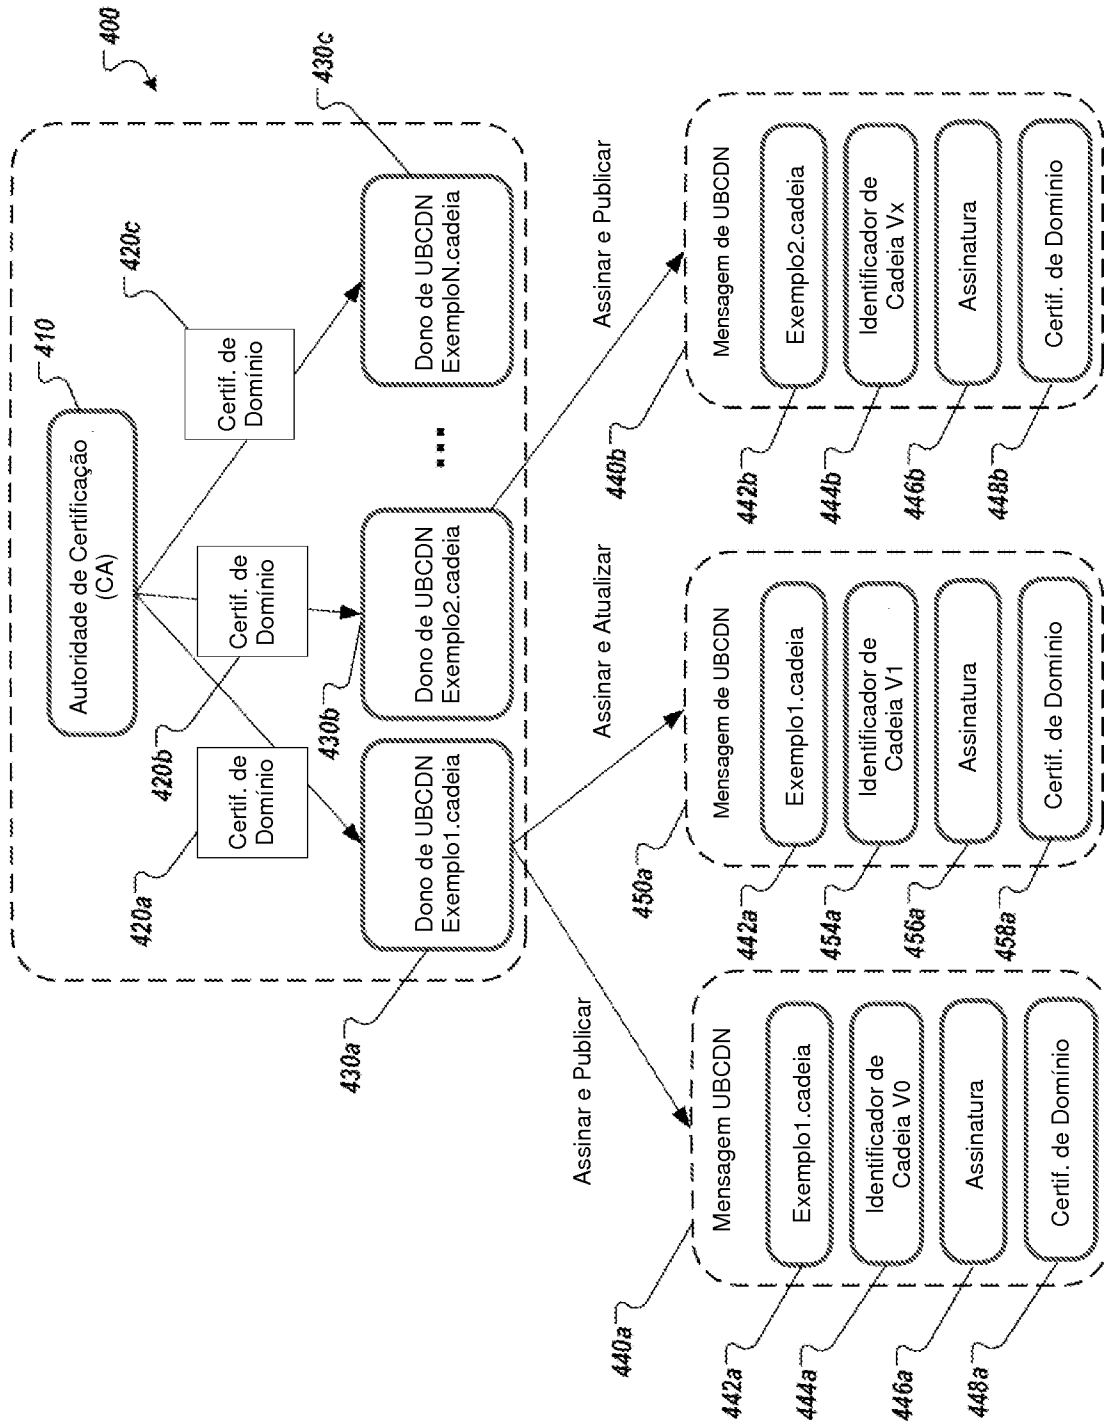 400
410
Autoridade de Certificação
(CA)
420a
Certif. de
Domínio
420b
Certif. de
Domínio
420c
Certif. de
Domínio
430a
Dono de UBCDN
Exemplo1.cadeia
430b
Dono de UBCDN
Exemplo2.cadeia
...
430c
Dono de UBCDN
ExemploN.cadeia
Assinar e Publicar
Assinar e Atualizar
Assinar e Publicar
440a
Mensagem UBCDN
442a
Exemplo1.cadeia
444a
Identificador de
Cadeia V0
446a
Assinatura
448a
Certif. de Domínio
450a
Mensagem de UBCDN
442a
Exemplo1.cadeia
454a
Identificador de
Cadeia V1
456a
Assinatura
458a
Certif. de Domínio
440b
Mensagem de UBCDN
442b
Exemplo2.cadeia
444b
Identificador de
Cadeia Vx
446b
Assinatura
448b
Certif. de Domínio